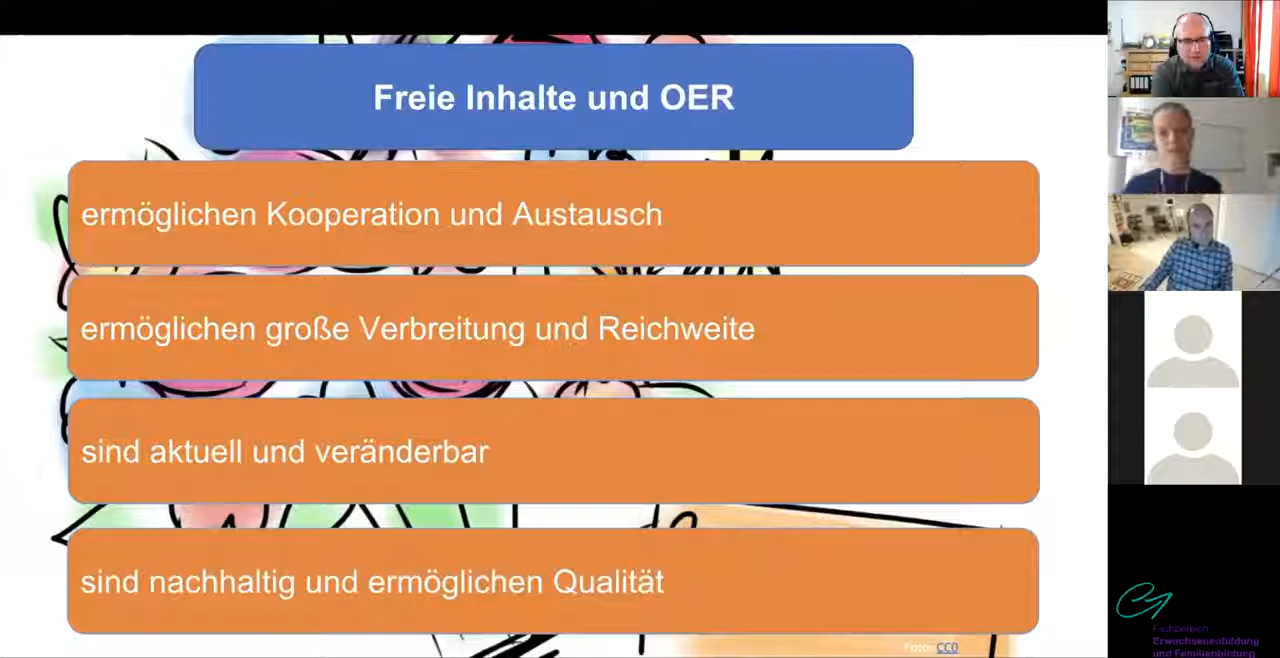 Freie Inhalte und OER
ermöglichen Kooperation und Austausch
ermöglichen große Verbreitung und Reichweite
sind aktuell und veränderbar
sind nachhaltig und ermöglichen Qualität
Foto: CC0
Fachbereich
Erwachsenenbildung
und Familienbildung